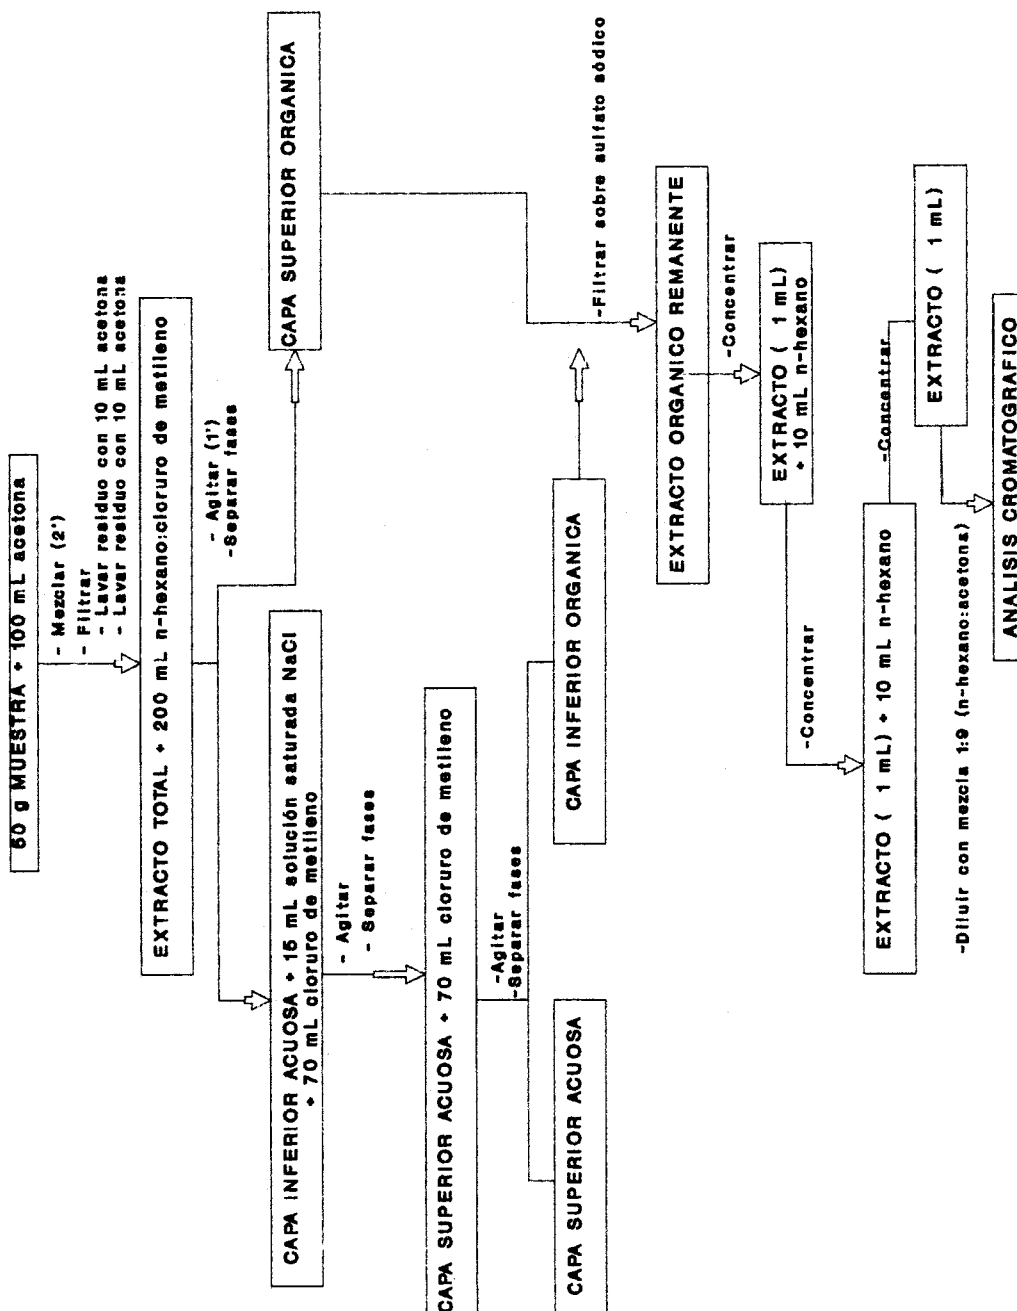 50 g MUESTRA + 100 mL acetona
- Mezclar (2')
- Filtrar
- Lavar residuo con 10 mL acetona
- Lavar residuo con 10 mL acetona
EXTRACTO TOTAL + 200 mL n-hexano:cloruro de metileno
- Agitar (1')
-Separar fases
CAPA INFERIOR ACUOSA + 15 mL solución saturada NaCl
+ 70 mL cloruro de metileno
CAPA SUPERIOR ORGANICA
- Agitar
- Separar fases
CAPA SUPERIOR ACUOSA + 70 mL cloruro de metileno
-Agitar
-Separar fases
CAPA SUPERIOR ACUOSA
CAPA INFERIOR ORGANICA
-Filtrar sobre sulfato sódico
EXTRACTO ORGANICO REMANENTE
-Concentrar
EXTRACTO ( 1 mL)
+ 10 mL n-hexano
-Concentrar
EXTRACTO ( 1 mL) + 10 mL n-hexano
-Concentrar
EXTRACTO ( 1 mL)
-Diluir con mezcla 1:9 (n-hexano:acetona)
ANALISIS CROMATOGRAFICO